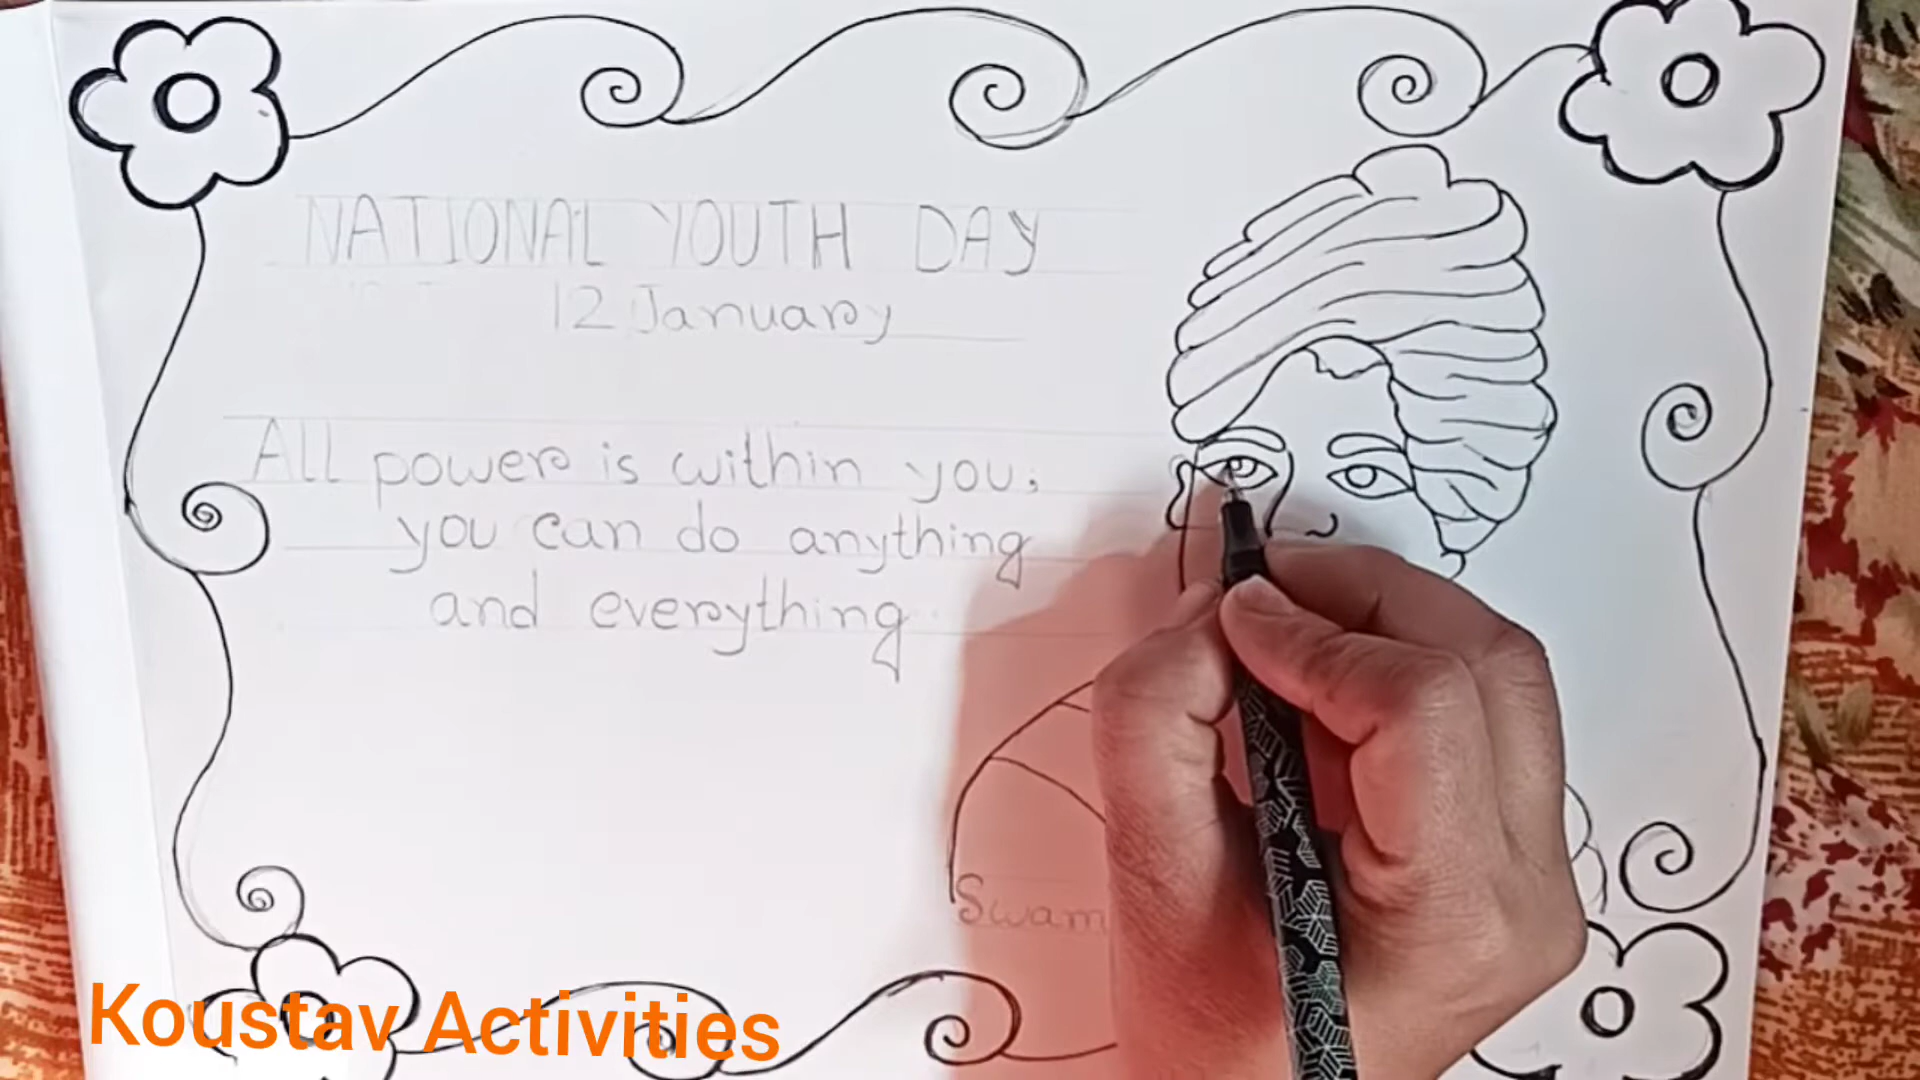 NATIONAL YOUTH DAY
12 January
All power is within you;
you can do anything
and everything.
Swam
Koustav Activities